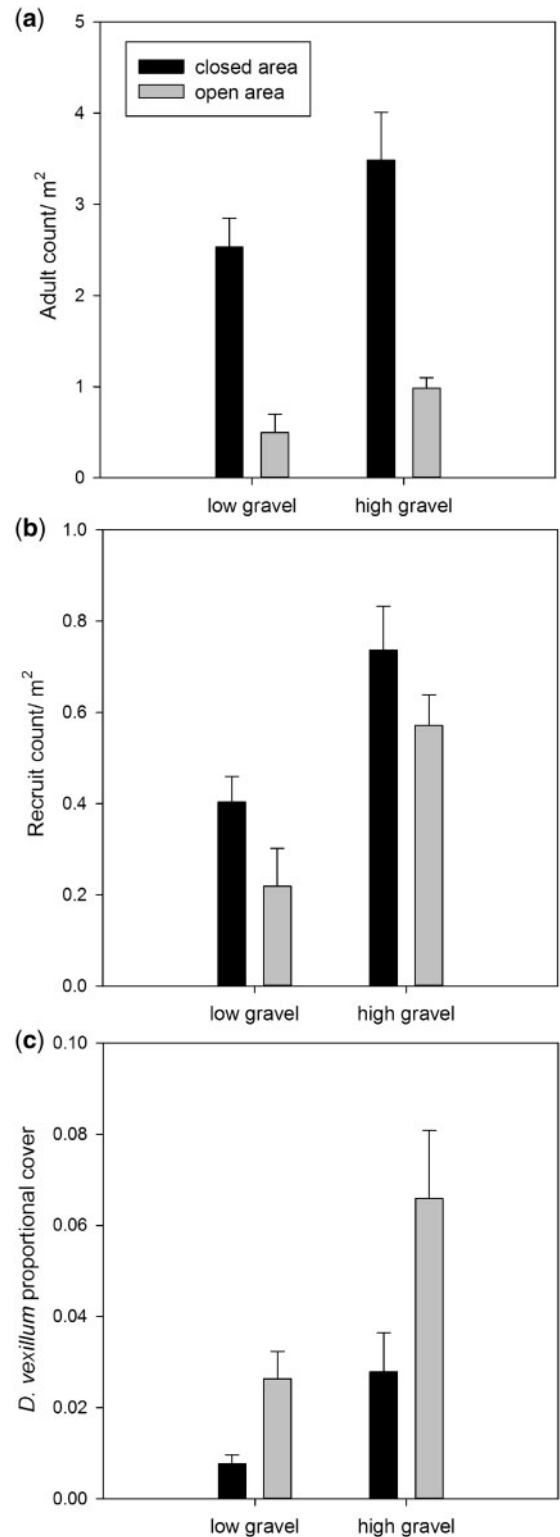 (a)
5
4
3
2
1
0
Adult count/ m²
closed area
open area
low gravel high gravel
(b)
1.0
0.8
0.6
0.4
0.2
0.0
Recruit count/ m²
low gravel high gravel
(c)
0.10
0.08
0.06
0.04
0.02
0.00
D. vexillum proportional cover
low gravel high gravel